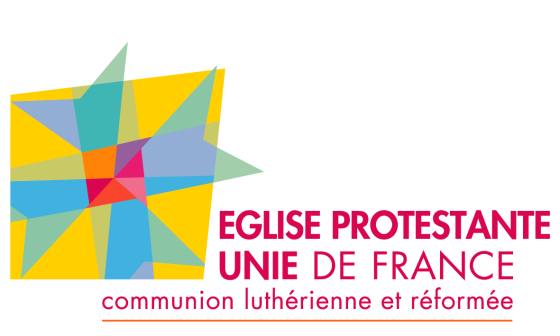 EGLISE PROTESTANTE
UNIE DE FRANCE
communion luthérienne et réformée